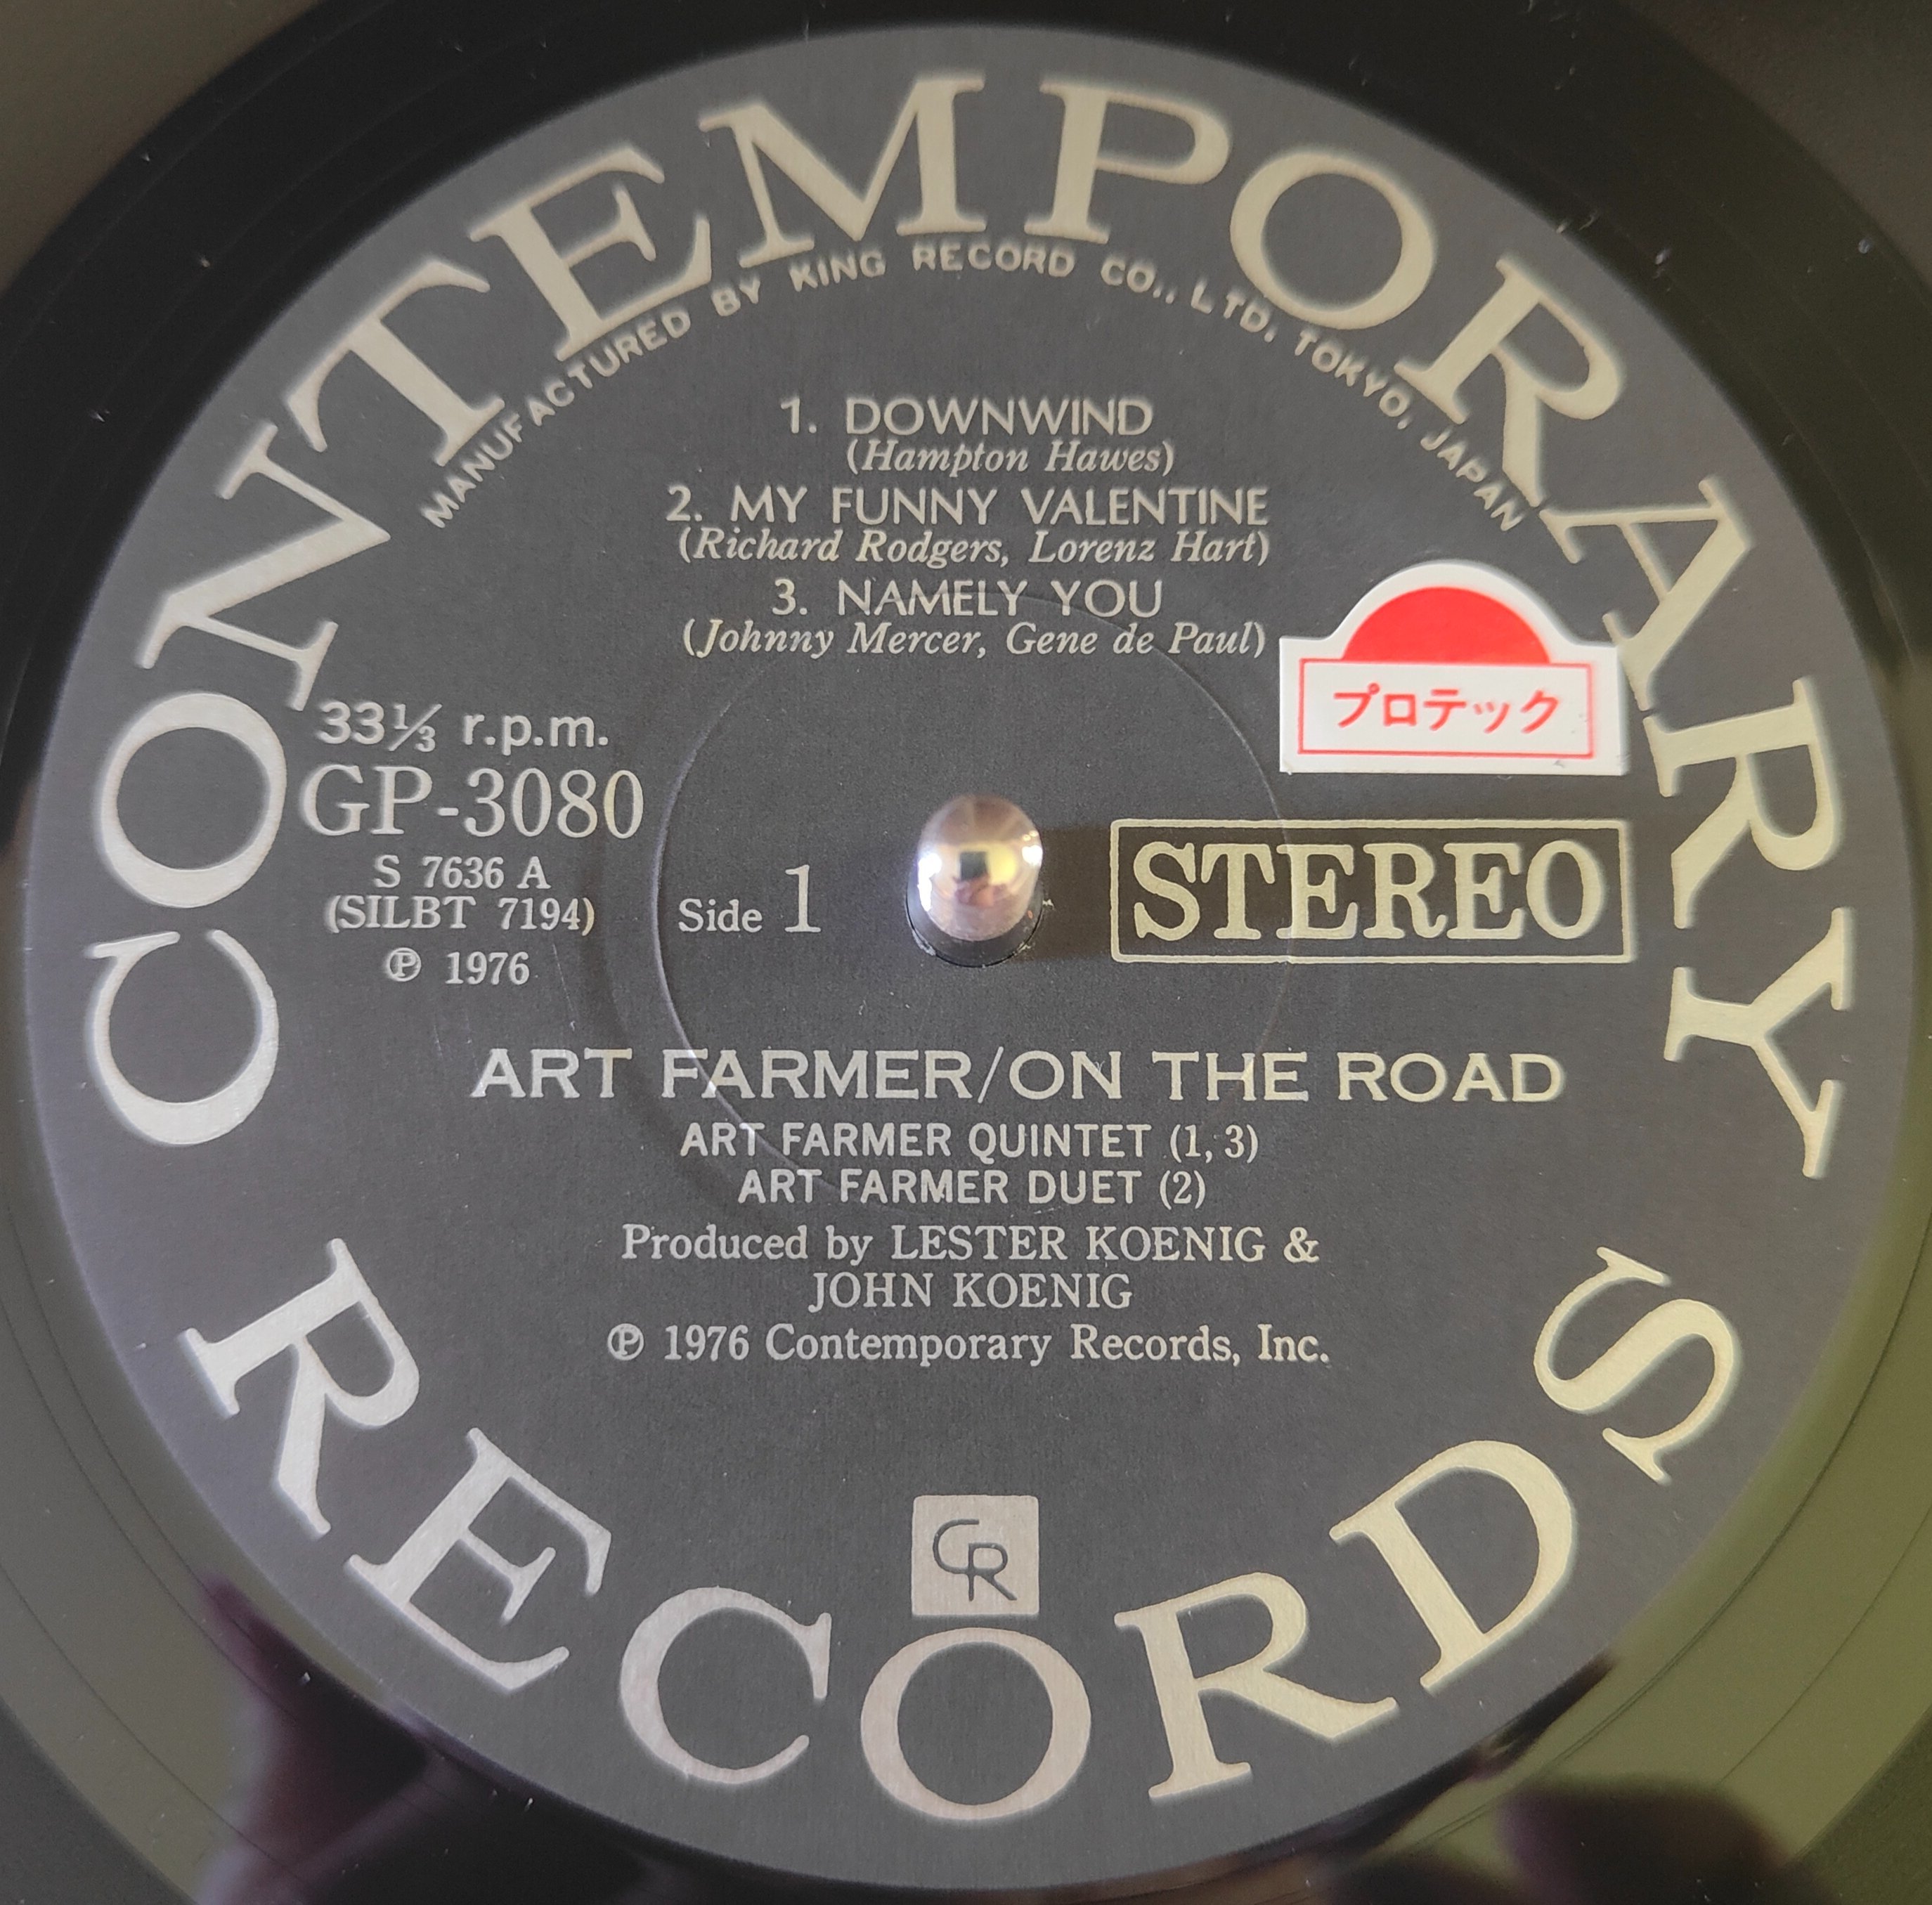 CONTEMPORARY
MANUFACTURED BY KING RECORD CO., LTD. TOKYO, JAPAN
1. DOWNWIND
(Hampton Hawes)
2. MY FUNNY VALENTINE
(Richard Rodgers, Lorenz Hart)
3. NAMELY YOU
(Johnny Mercer, Gene de Paul)
プロテック
33⅓ r.p.m.
GP-3080
S 7636 A
(SILBT 7194)
℗ 1976
Side 1
STEREO
ART FARMER/ON THE ROAD
ART FARMER QUINTET (1, 3)
ART FARMER DUET (2)
Produced by LESTER KOENIG &
JOHN KOENIG
℗ 1976 Contemporary Records, Inc.
CR
RECORDS